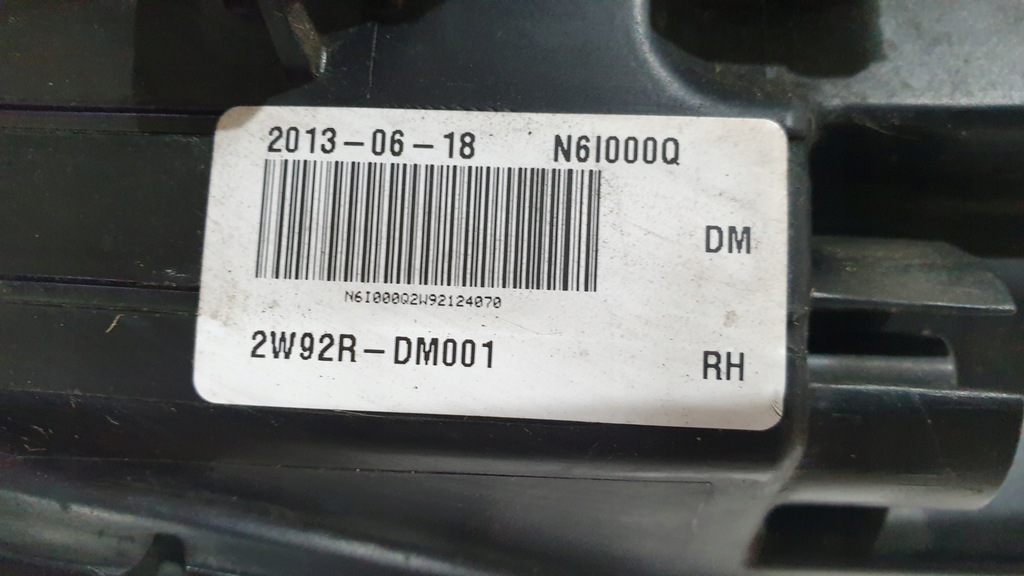 2013-06-18 N6I000Q
DM
N6I000Q2W92124070
2W92R-DM001
RH